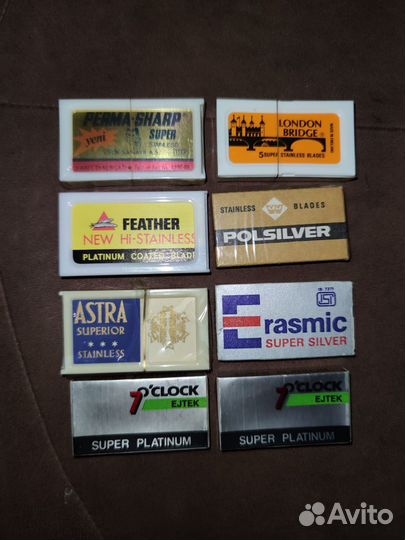 PERMA-SHARP
yeni
SUPER
LONDON
BRIDGE
5 SUPER STAINLESS BLADES
FEATHER
NEW Hi-STAINLESS
PLATINUM COATED BLADE
STAINLESS BLADES
POLSILVER
ASTRA
SUPERIOR
STAINLESS
Erasmic
SUPER SILVER
7 O'CLOCK
EJTEK
SUPER PLATINUM
7 O'CLOCK
EJTEK
SUPER PLATINUM
Avito